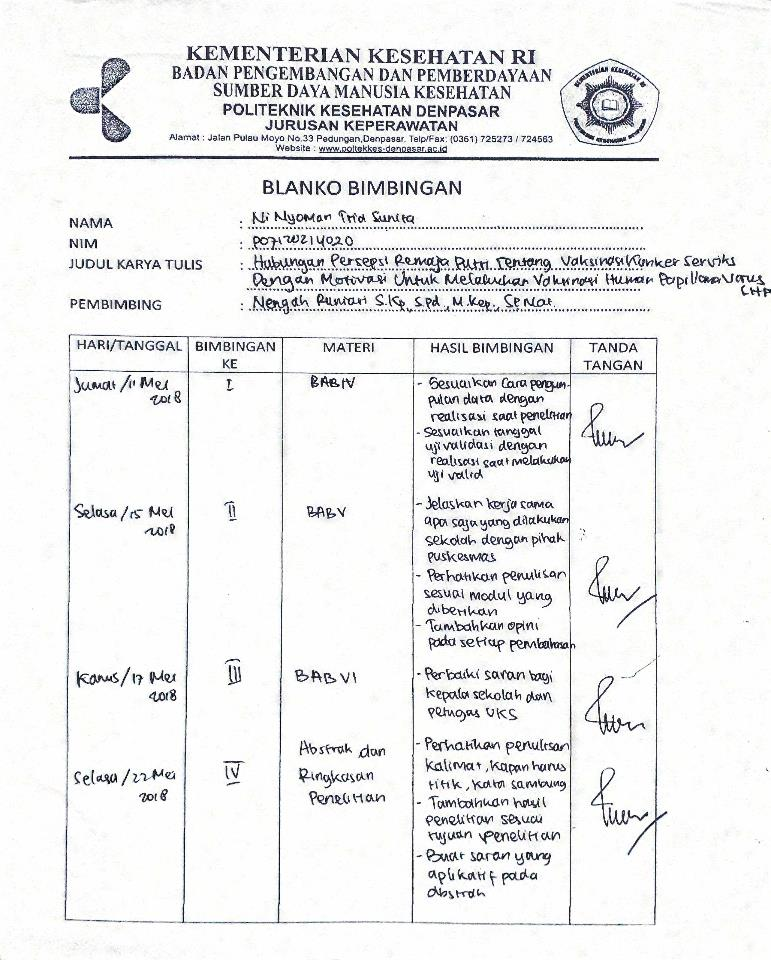 KEMENTERIAN KESEHATAN RI
BADAN PENGEMBANGAN DAN PEMBERDAYAAN
SUMBER DAYA MANUSIA KESEHATAN
POLITEKNIK KESEHATAN DENPASAR
JURUSAN KEPERAWATAN
Alamat : Jalan Pulau Moyo No.33 Pedungan,Denpasar. Telp/Fax: (0361) 725273 / 724563
Website : www.poltekkes-denpasar.ac.id
KEMENTERIAN KESEHATAN RI
BLANKO BIMBINGAN
NAMA : Ni Nyoman Tria Sunita
NIM : P07120214020
JUDUL KARYA TULIS : Hubungan Persepsi Remaja Putri Tentang Vaksinasi Kanker Serviks
Dengan Motivasi Untuk Melakukan Vaksinasi Human Papilloma Virus
(HP
PEMBIMBING : Nengah Runiari S.Kp, S.Pd, M.Kep, Sp.Mat
HARI/TANGGAL BIMBINGAN KE MATERI HASIL BIMBINGAN TANDA TANGAN
Jumat / 11 Mei 2018 I BAB IV - Sesuaikan Cara pengum-
pulan data dengan
realisasi saat penelitian
- Sesuaikan tanggal
uji validasi dengan
realisasi saat melakukan
uji valid
Selasa / 15 Mei 2018 II BAB V - Jelaskan kerja sama
apa saja yang dilakukan
sekolah dengan pihak
puskesmas
- Perhatikan penulisan
sesuai modul yang
diberikan
- Tambahkan opini
pada setiap pembahasan
Kamis / 17 Mei 2018 III BAB VI - Perbaiki saran bagi
kepala sekolah dan
petugas UKS
Selasa / 22 Mei 2018 IV Abstrak dan Ringkasan Penelitian - Perhatikan penulisan
kalimat, kapan harus
titik, kata sambung
- Tambahkan hasil
penelitian sesuai
tujuan penelitian
- Buat saran yang
aplikatif pada
abstrak